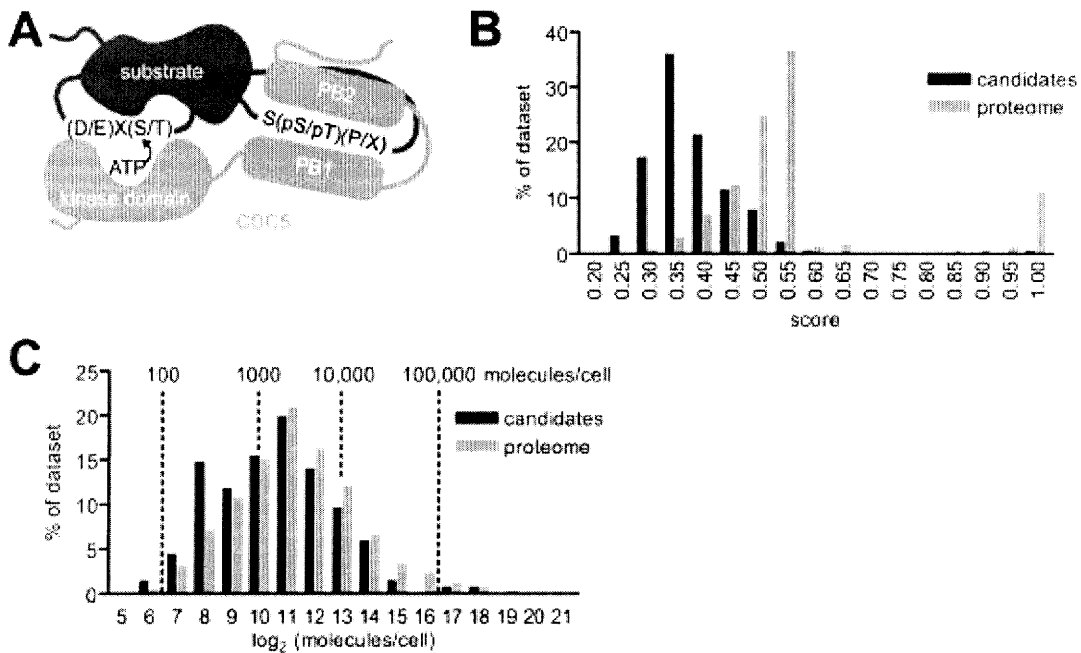 A
substrate
PB2
(D/E)X(S/T)
S(pS/pT)(P/X)
ATP
PB1
kinase domain
CDC5
B
40
30
20
10
0
% of dataset
candidates
proteome
0.20 0.25 0.30 0.35 0.40 0.45 0.50 0.55 0.60 0.65 0.70 0.75 0.80 0.85 0.90 0.95 1.00
score
C
25
20
15
10
5
0
% of dataset
100 1000 10,000 100,000 molecules/cell
candidates
proteome
5 6 7 8 9 10 11 12 13 14 15 16 17 18 19 20 21
log₂ (molecules/cell)